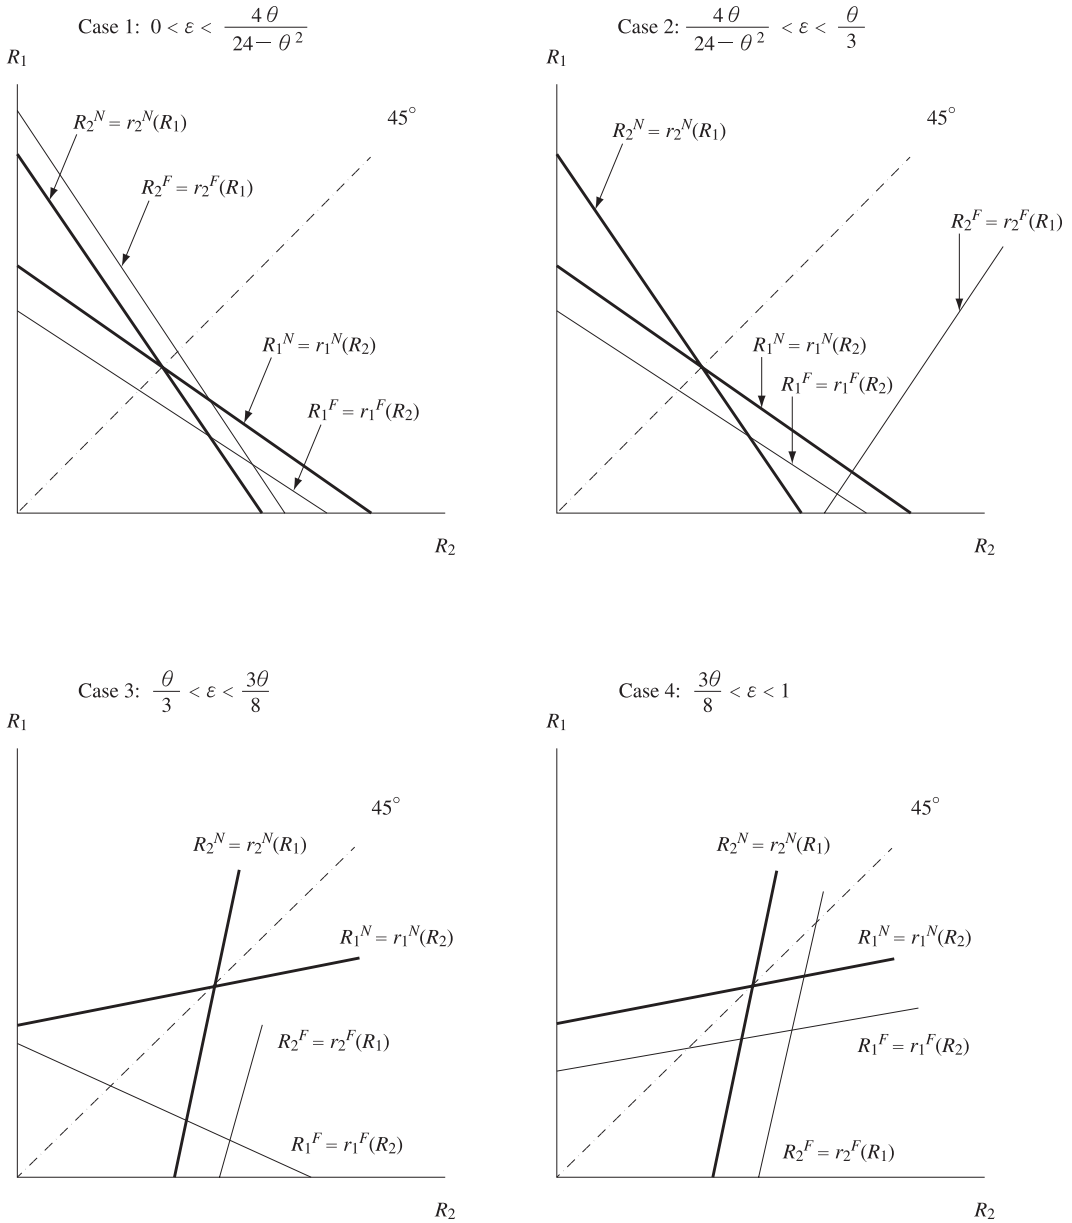 Case 1: 0 < ε < 4θ / 24 − θ²
R₁
R₂ᴺ = r₂ᴺ(R₁)
45°
R₂ᶠ = r₂ᶠ(R₁)
R₁ᴺ = r₁ᴺ(R₂)
R₁ᶠ = r₁ᶠ(R₂)
R₂
Case 2: 4θ / 24 − θ² < ε < θ / 3
R₁
R₂ᴺ = r₂ᴺ(R₁)
45°
R₂ᶠ = r₂ᶠ(R₁)
R₁ᴺ = r₁ᴺ(R₂)
R₁ᶠ = r₁ᶠ(R₂)
R₂
Case 3: θ / 3 < ε < 3θ / 8
R₁
45°
R₂ᴺ = r₂ᴺ(R₁)
R₁ᴺ = r₁ᴺ(R₂)
R₂ᶠ = r₂ᶠ(R₁)
R₁ᶠ = r₁ᶠ(R₂)
R₂
Case 4: 3θ / 8 < ε < 1
R₁
45°
R₂ᴺ = r₂ᴺ(R₁)
R₁ᴺ = r₁ᴺ(R₂)
R₁ᶠ = r₁ᶠ(R₂)
R₂ᶠ = r₂ᶠ(R₁)
R₂